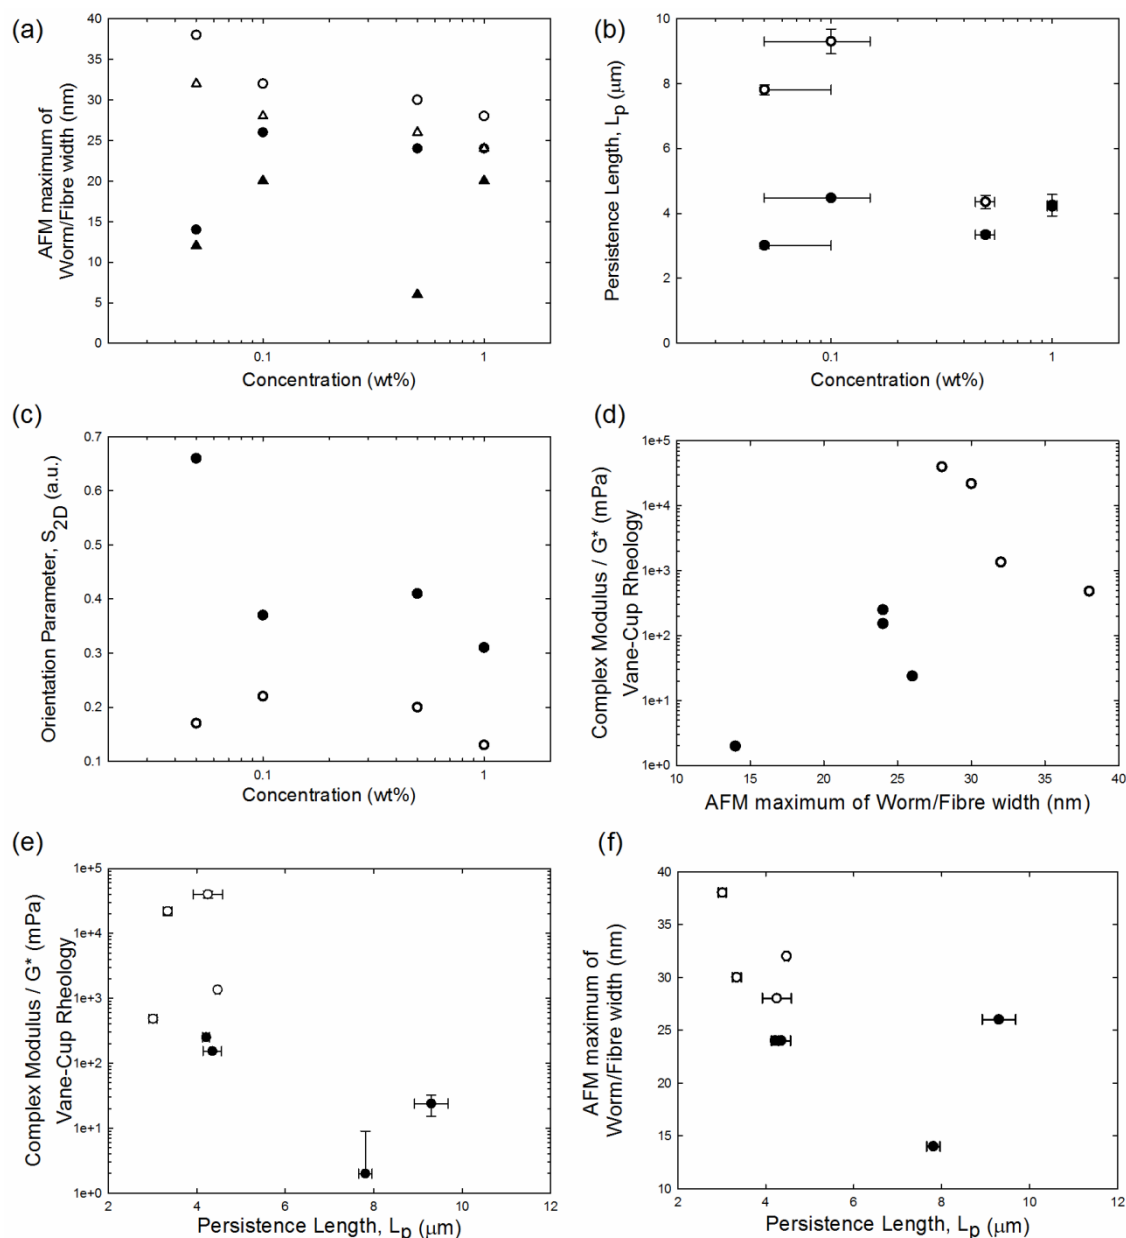 (a)
AFM maximum of
Worm/Fibre width (nm)
40
35
30
25
20
15
10
5
0
0.1
1
Concentration (wt%)
(b)
Persistence Length, Lp (μm)
10
8
6
4
2
0
0.1
1
Concentration (wt%)
(c)
Orientation Parameter, S2D (a.u.)
0.7
0.6
0.5
0.4
0.3
0.2
0.1
0.1
1
Concentration (wt%)
(d)
Complex Modulus / G* (mPa)
Vane-Cup Rheology
1e+5
1e+4
1e+3
1e+2
1e+1
1e+0
10
15
20
25
30
35
40
AFM maximum of Worm/Fibre width (nm)
(e)
Complex Modulus / G* (mPa)
Vane-Cup Rheology
1e+5
1e+4
1e+3
1e+2
1e+1
1e+0
2
4
6
8
10
12
Persistence Length, Lp (μm)
(f)
AFM maximum of
Worm/Fibre width (nm)
40
35
30
25
20
15
10
2
4
6
8
10
12
Persistence Length, Lp (μm)